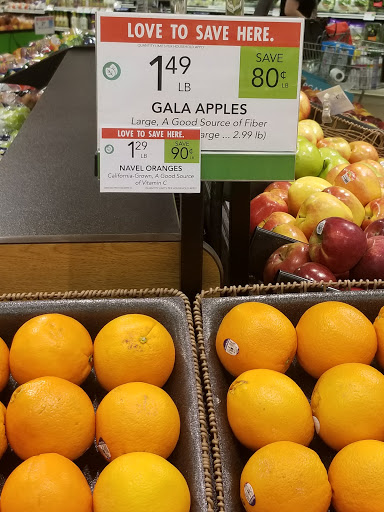 LOVE TO SAVE HERE.
1 49 LB
SAVE 80¢ LB
GALA APPLES
Large, A Good Source of Fiber
arge ... 2.99 lb)
LOVE TO SAVE HERE.
1 29 LB
SAVE 90¢ LB
NAVEL ORANGES
California-Grown, A Good Source
of Vitamin C